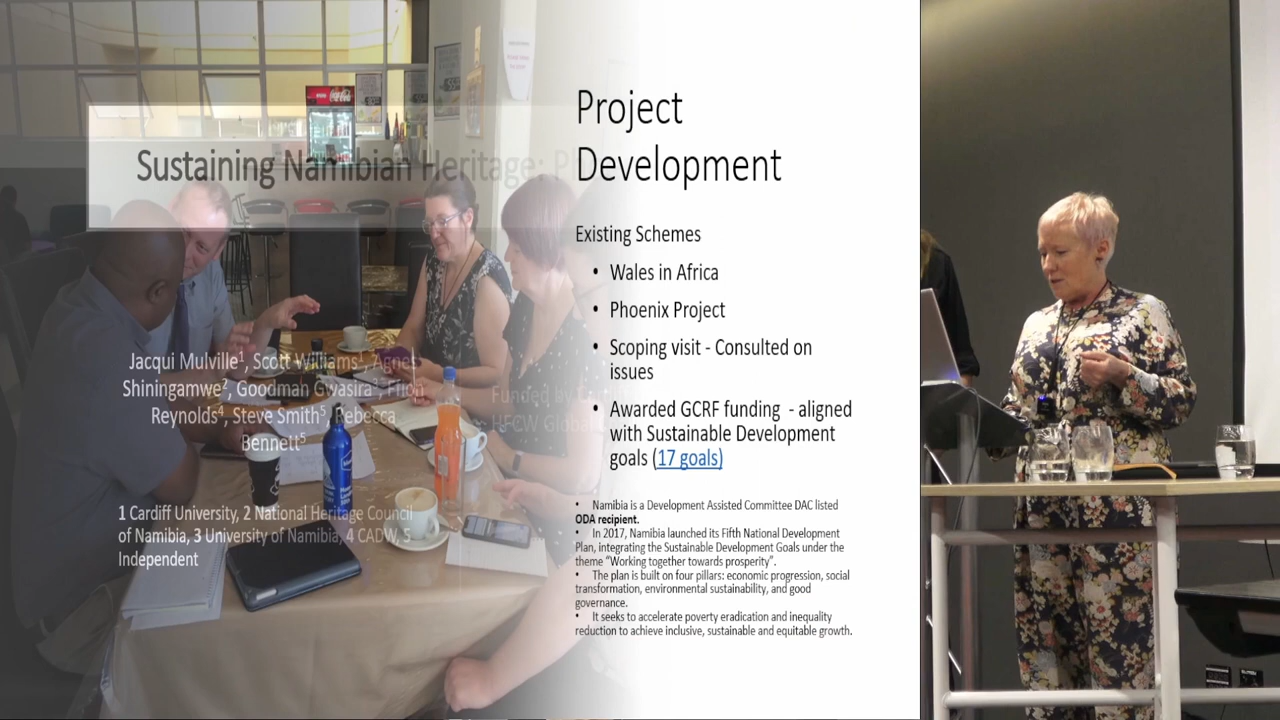 Project
Development
Sustaining Namibian Heritage:
Existing Schemes
• Wales in Africa
• Phoenix Project
• Scoping visit - Consulted on
issues
• Awarded GCRF funding - aligned
with Sustainable Development
goals (17 goals)
• Namibia is a Development Assisted Committee DAC listed
ODA recipient.
• In 2017, Namibia launched its Fifth National Development
Plan, integrating the Sustainable Development Goals under the
theme "Working together towards prosperity".
• The plan is built on four pillars: economic progression, social
transformation, environmental sustainability, and good
governance.
• It seeks to accelerate poverty eradication and inequality
reduction to achieve inclusive, sustainable and equitable growth.
Jacqui Mulville¹, Scott Williams¹, Agnes
Shiningamwe², Goodman Gwasira³,
Reynolds⁴, Steve Smith⁵, Rebecca
Bennett⁵
Funded by
1 Cardiff University, 2 National Heritage Council
of Namibia, 3 University of Namibia, 4 CADW, 5
Independent